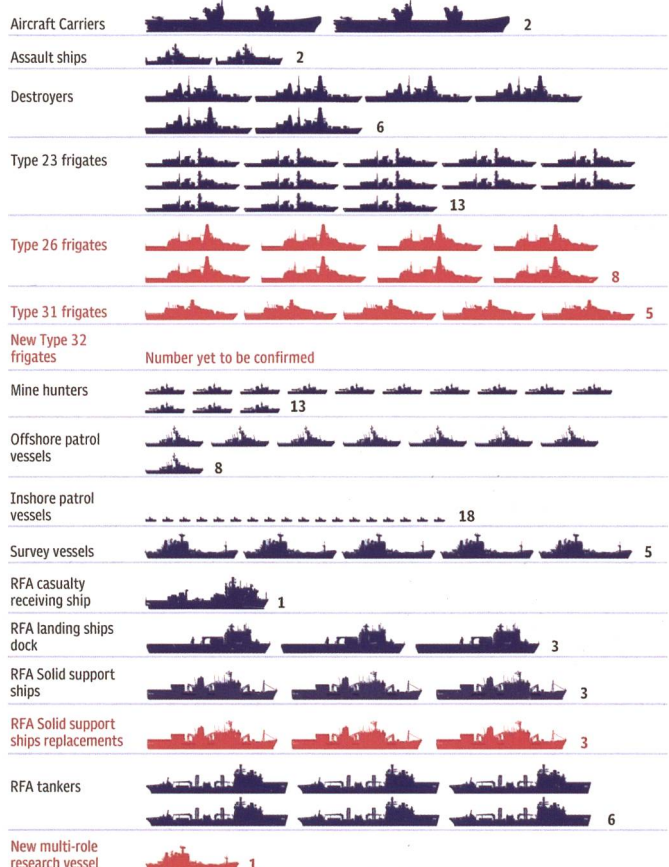 Aircraft Carriers
2
Assault ships
2
Destroyers
6
Type 23 frigates
13
Type 26 frigates
8
Type 31 frigates
5
New Type 32
frigates
Number yet to be confirmed
Mine hunters
13
Offshore patrol
vessels
8
Inshore patrol
vessels
18
Survey vessels
5
RFA casualty
receiving ship
1
RFA landing ships
dock
3
RFA Solid support
ships
3
RFA Solid support
ships replacements
3
RFA tankers
6
New multi-role
research vessel
1